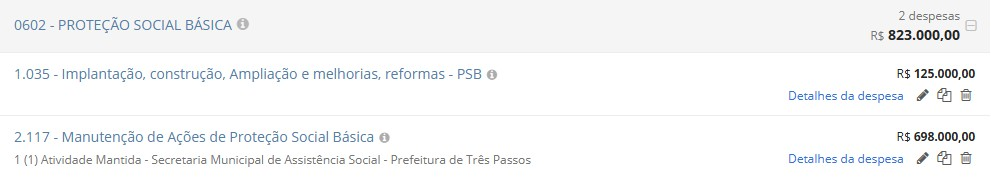 0602 - PROTEÇÃO SOCIAL BÁSICA
2 despesas
R$ 823.000,00
1.035 - Implantação, construção, Ampliação e melhorias, reformas - PSB
R$ 125.000,00
Detalhes da despesa
2.117 - Manutenção de Ações de Proteção Social Básica
R$ 698.000,00
1 (1) Atividade Mantida - Secretaria Municipal de Assistência Social - Prefeitura de Três Passos
Detalhes da despesa